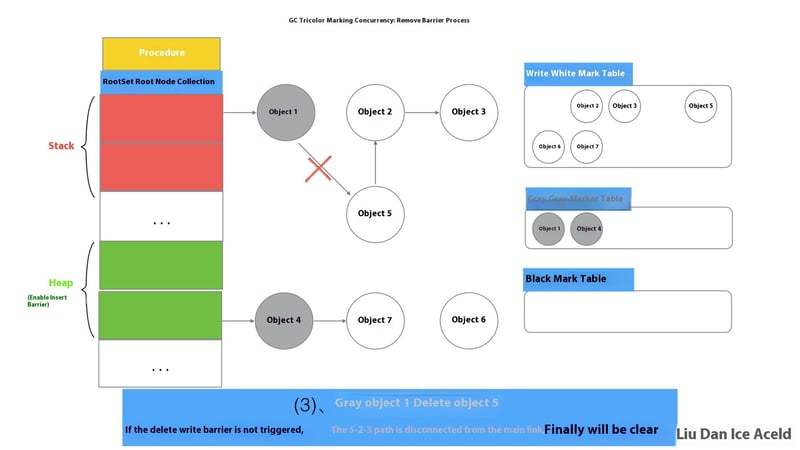 GC Tricolor Marking Concurrency: Remove Barrier Process
Procedure
RootSet Root Node Collection
Stack
...
Heap
(Enable Insert
Barrier)
...
Object 1
Object 2
Object 3
Object 5
Object 4
Object 7
Object 6
Write White Mark Table
Object 2
Object 3
Object 5
Object 6
Object 7
Gray Gray Marker Table
Object 1
Object 4
Black Mark Table
(3)、 Gray object 1 Delete object 5
If the delete write barrier is not triggered, The 5-2-3 path is disconnected from the main link. Finally will be clear
Liu Dan Ice Aceld